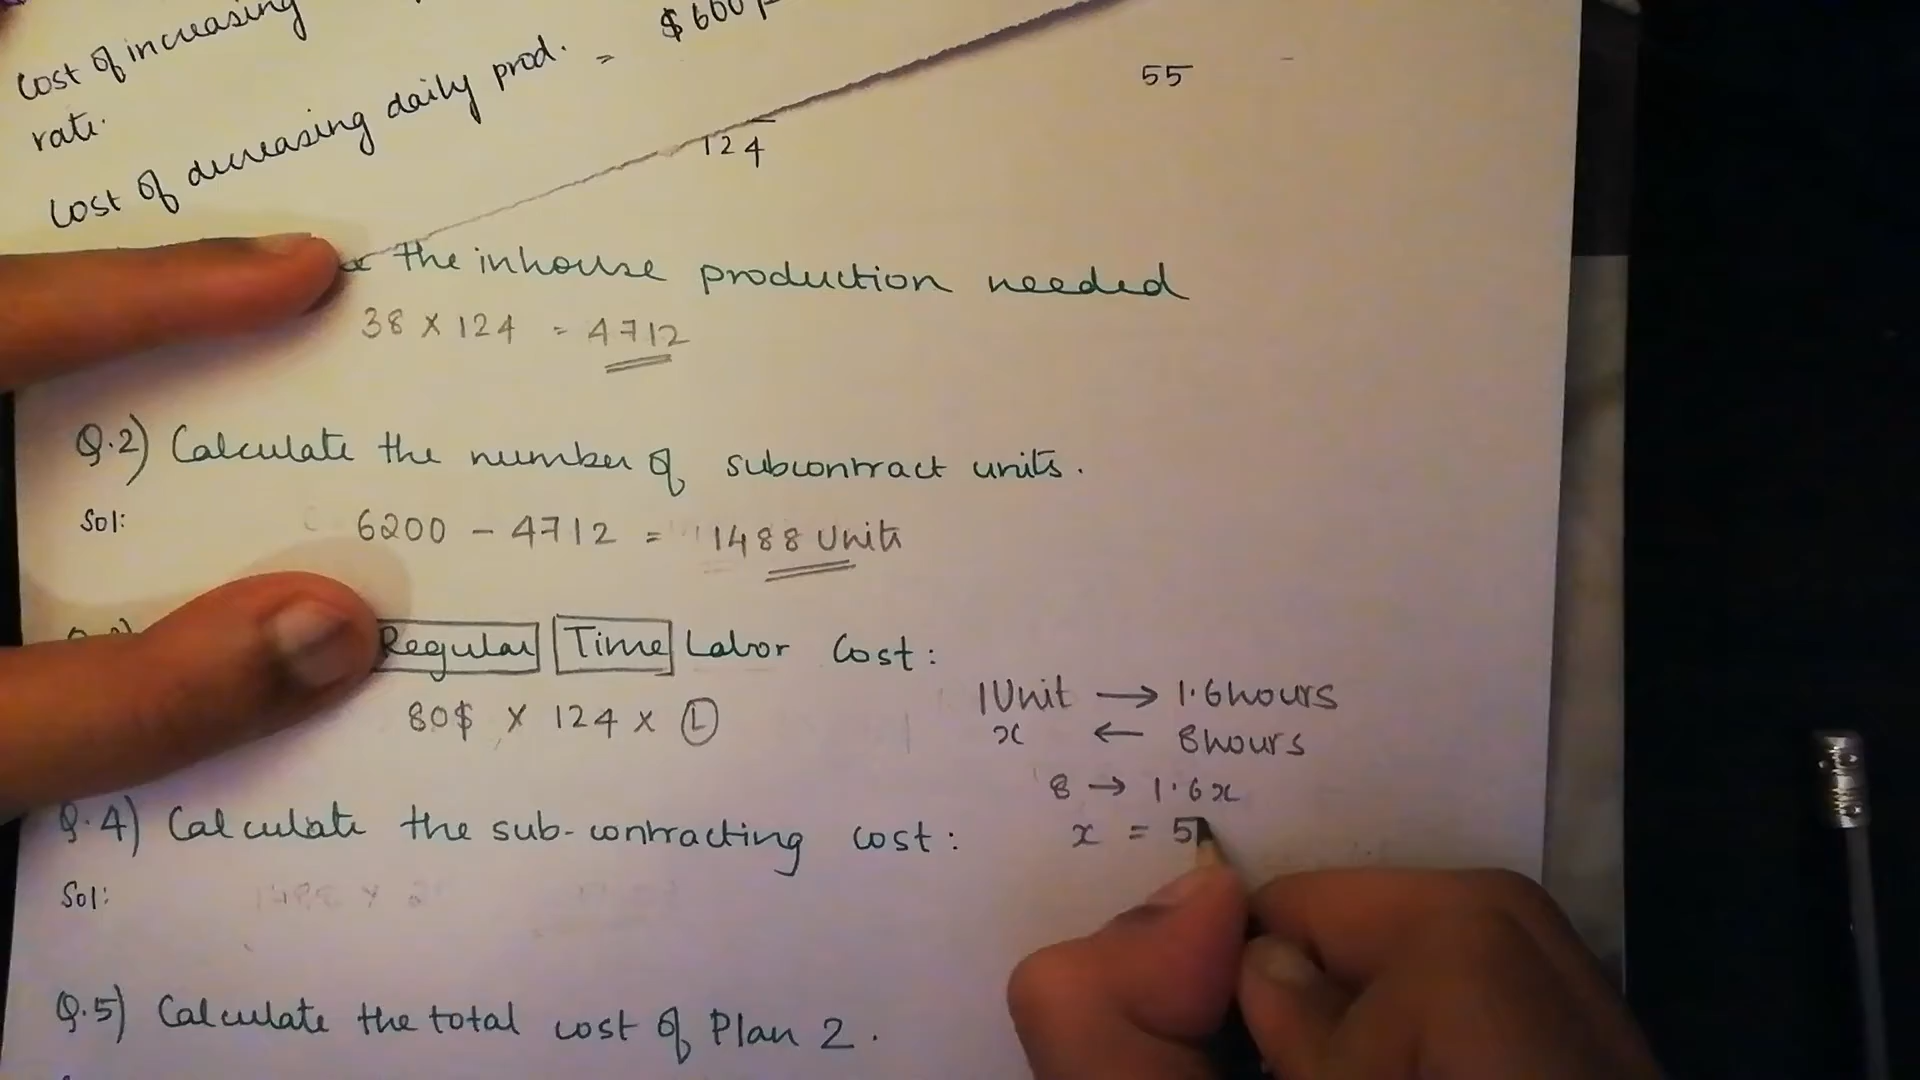 Cost of increasing
rate.
Cost of decreasing daily prod. = $600
55
124
the inhouse production needed
38 x 124 = 4712
Q.2) Calculate the number of subcontract units.
Sol:
6200 - 4712 = 1488 Units
Regular Time Labor Cost:
80$ x 124 x L
1Unit → 1.6hours
x ← 8hours
8 → 1.6x
x = 5
Q.4) Calculate the sub-contracting cost:
Sol:
Q.5) Calculate the total cost of Plan 2.